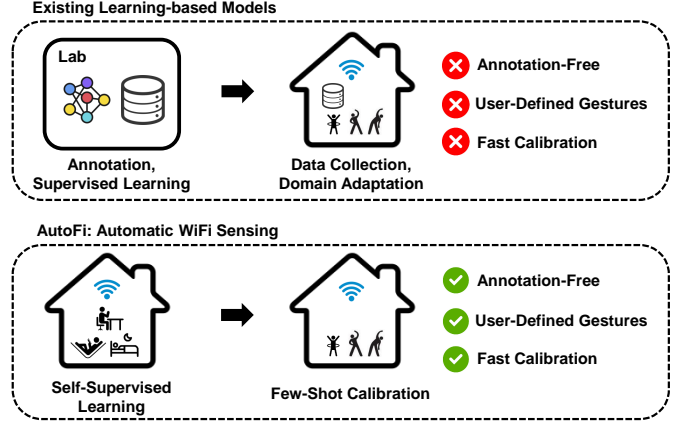 Existing Learning-based Models
Lab
Annotation,
Supervised Learning
Data Collection,
Domain Adaptation
Annotation-Free
User-Defined Gestures
Fast Calibration
AutoFi: Automatic WiFi Sensing
Self-Supervised
Learning
Few-Shot Calibration
Annotation-Free
User-Defined Gestures
Fast Calibration